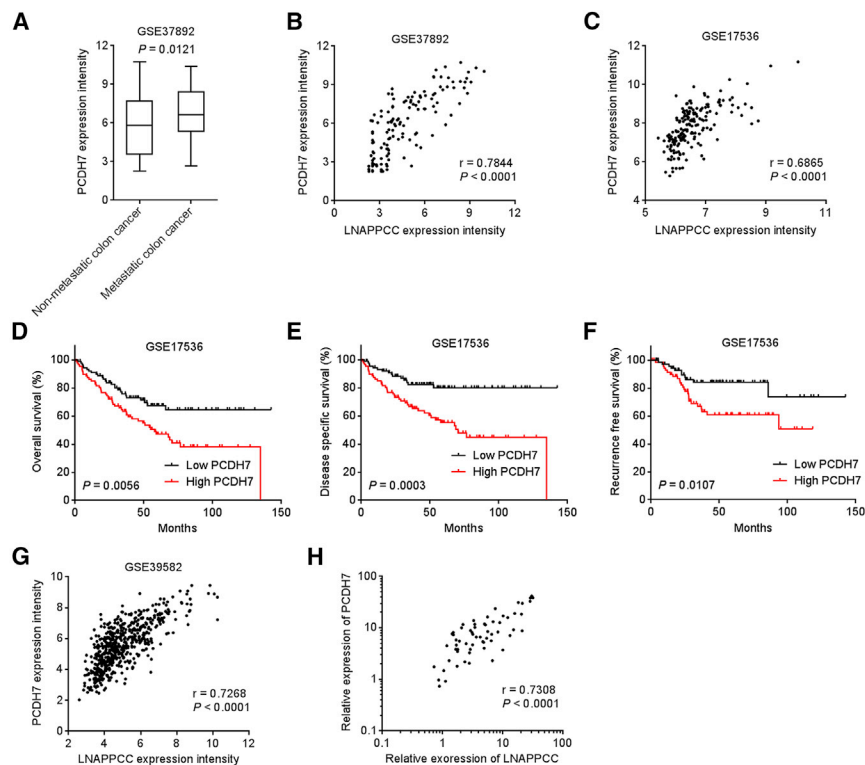 A
GSE37892
P = 0.0121
PCDH7 expression intensity
12
9
6
3
0
Non-metastatic colon cancer
Metastatic colon cancer
B
GSE37892
PCDH7 expression intensity
12
9
6
3
0
r = 0.7844
P < 0.0001
0 3 6 9 12
LNAPPCC expression intensity
C
GSE17536
PCDH7 expression intensity
12
10
8
6
4
r = 0.6865
P < 0.0001
5 7 9 11
LNAPPCC expression intensity
D
GSE17536
Overall survival (%)
100
80
60
40
20
0
Low PCDH7
High PCDH7
P = 0.0056
0 50 100 150
Months
E
GSE17536
Disease specific survival (%)
100
80
60
40
20
0
Low PCDH7
High PCDH7
P = 0.0003
0 50 100 150
Months
F
GSE17536
Recurrence free survival (%)
100
80
60
40
20
0
Low PCDH7
High PCDH7
P = 0.0107
0 50 100 150
Months
G
GSE39582
PCDH7 expression intensity
10
8
6
4
2
0
r = 0.7268
P < 0.0001
2 4 6 8 10 12
LNAPPCC expression intensity
H
Relative expression of PCDH7
100
10
1
0.1
r = 0.7308
P < 0.0001
0.1 1 10 100
Relative expression of LNAPPCC